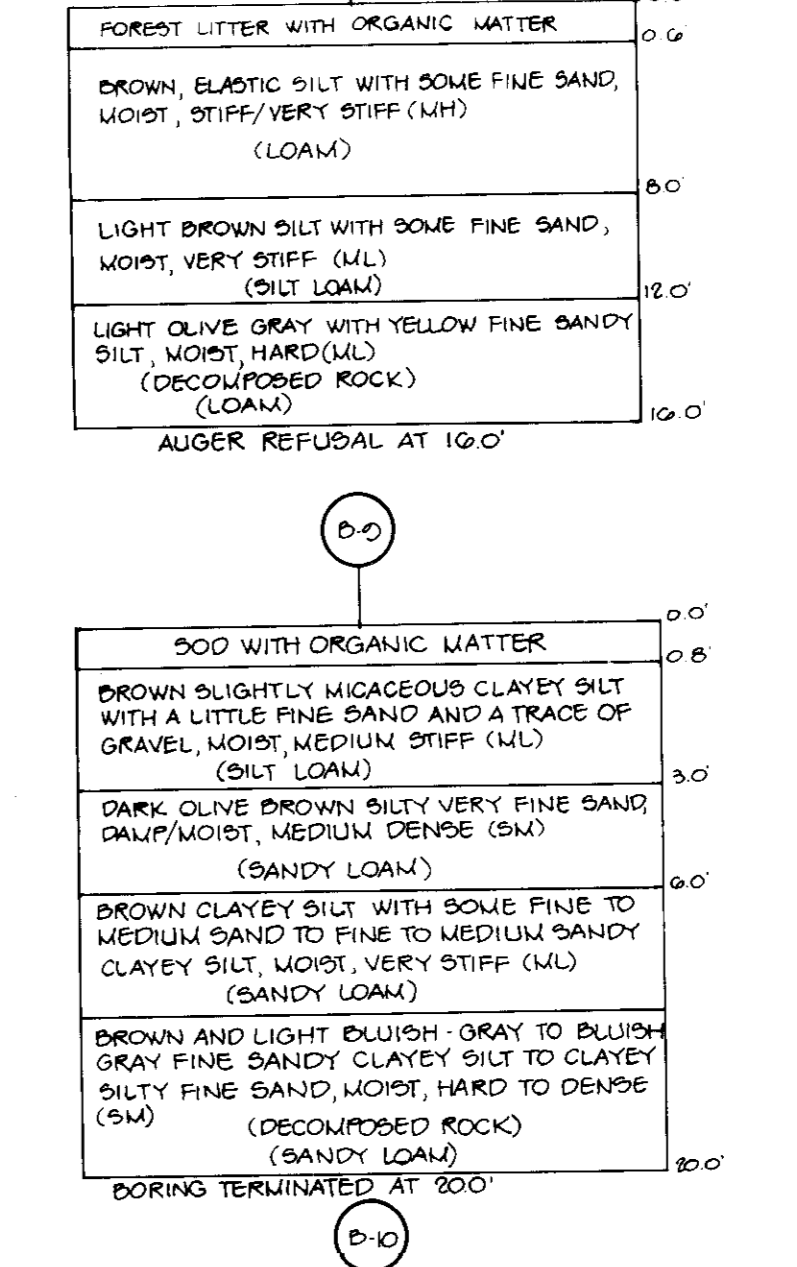 FOREST LITTER WITH ORGANIC MATTER
0.6'
BROWN, ELASTIC SILT WITH SOME FINE SAND,
MOIST, STIFF/VERY STIFF (MH)
(LOAM)
8.0'
LIGHT BROWN SILT WITH SOME FINE SAND,
MOIST, VERY STIFF (ML)
(SILT LOAM)
12.0'
LIGHT OLIVE GRAY WITH YELLOW FINE SANDY
SILT, MOIST, HARD(ML)
(DECOMPOSED ROCK)
(LOAM)
16.0'
AUGER REFUSAL AT 16.0'
B-9
0.0'
SOD WITH ORGANIC MATTER
0.8'
BROWN SLIGHTLY MICACEOUS CLAYEY SILT
WITH A LITTLE FINE SAND AND A TRACE OF
GRAVEL, MOIST, MEDIUM STIFF (ML)
(SILT LOAM)
3.0'
DARK OLIVE BROWN SILTY VERY FINE SAND,
DAMP/MOIST, MEDIUM DENSE (SM)
(SANDY LOAM)
6.0'
BROWN CLAYEY SILT WITH SOME FINE TO
MEDIUM SAND TO FINE TO MEDIUM SANDY
CLAYEY SILT, MOIST, VERY STIFF (ML)
(SANDY LOAM)
BROWN AND LIGHT BLUISH-GRAY TO BLUISH
GRAY FINE SANDY CLAYEY SILT TO CLAYEY
SILTY FINE SAND, MOIST, HARD TO DENSE
(SM)
(DECOMPOSED ROCK)
(SANDY LOAM)
20.0'
BORING TERMINATED AT 20.0'
B-10